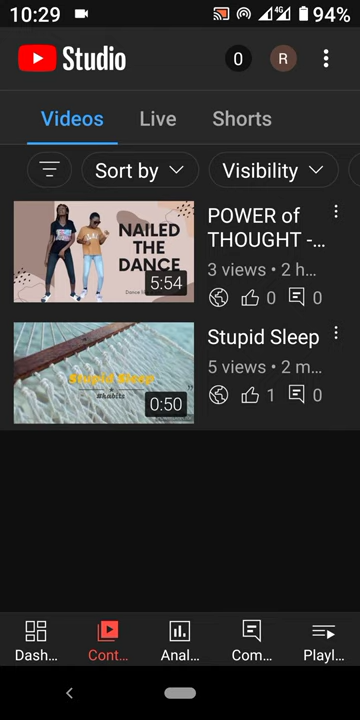 10:29 4G 94%
Studio 0 R
Videos Live Shorts
Sort by Visibility
NAILED
THE
DANCE
5:54
POWER of
THOUGHT -...
3 views • 2 h...
0 0
Stupid Sleep
#habits
0:50
Stupid Sleep
5 views • 2 m...
1 0
Dash... Cont... Anal... Com... Playl...